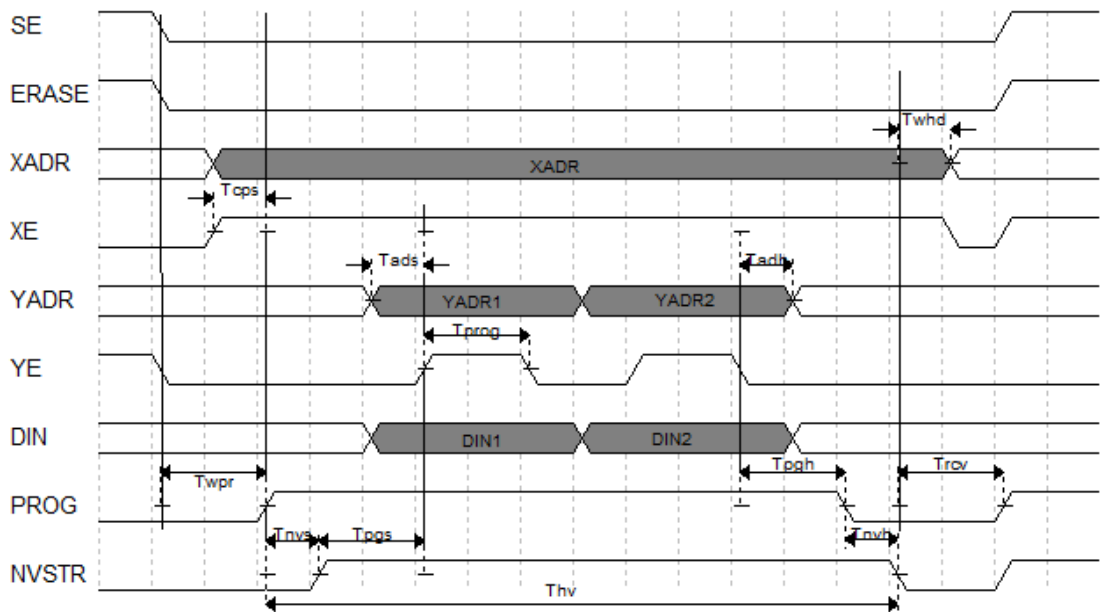 SE
ERASE
Twhd
XADR
XADR
Tcps
XE
Tads
Tadh
YADR
YADR1
YADR2
Tprog
YE
DIN
DIN1
DIN2
Tpgh
Trcv
Twpr
PROG
Tnvs
Tpgs
Tnvh
NVSTR
Thv